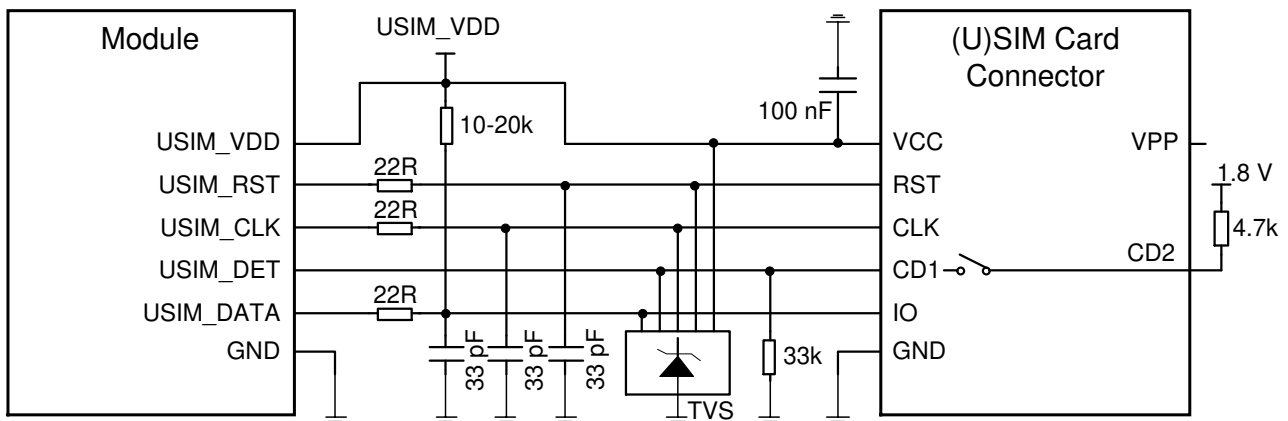 Module
USIM_VDD
(U)SIM Card
Connector
10-20k
100 nF
USIM_VDD
VCC
VPP
22R
USIM_RST
RST
1.8 V
22R
USIM_CLK
CLK
4.7k
USIM_DET
CD1
CD2
22R
USIM_DATA
IO
GND
33 pF
33 pF
33 pF
33k
GND
TVS